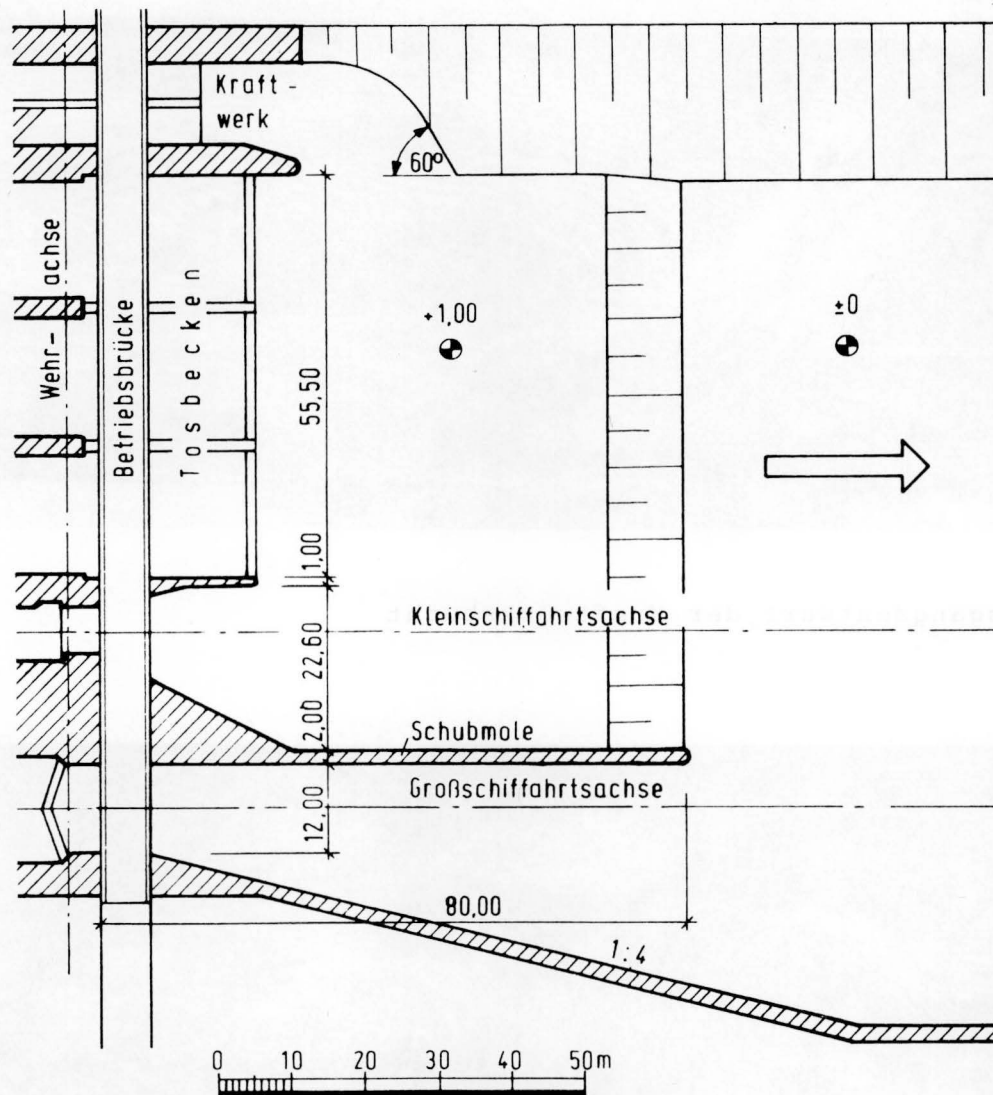 Kraft-
werk
60°
Wehr- achse
Betriebsbrücke
Tosbecken
+1,00
±0
55,50
1,00
Kleinschiffahrtsachse
22,60
2,00
Schubmole
Großschiffahrtsachse
12,00
80,00
1:4
0 10 20 30 40 50m